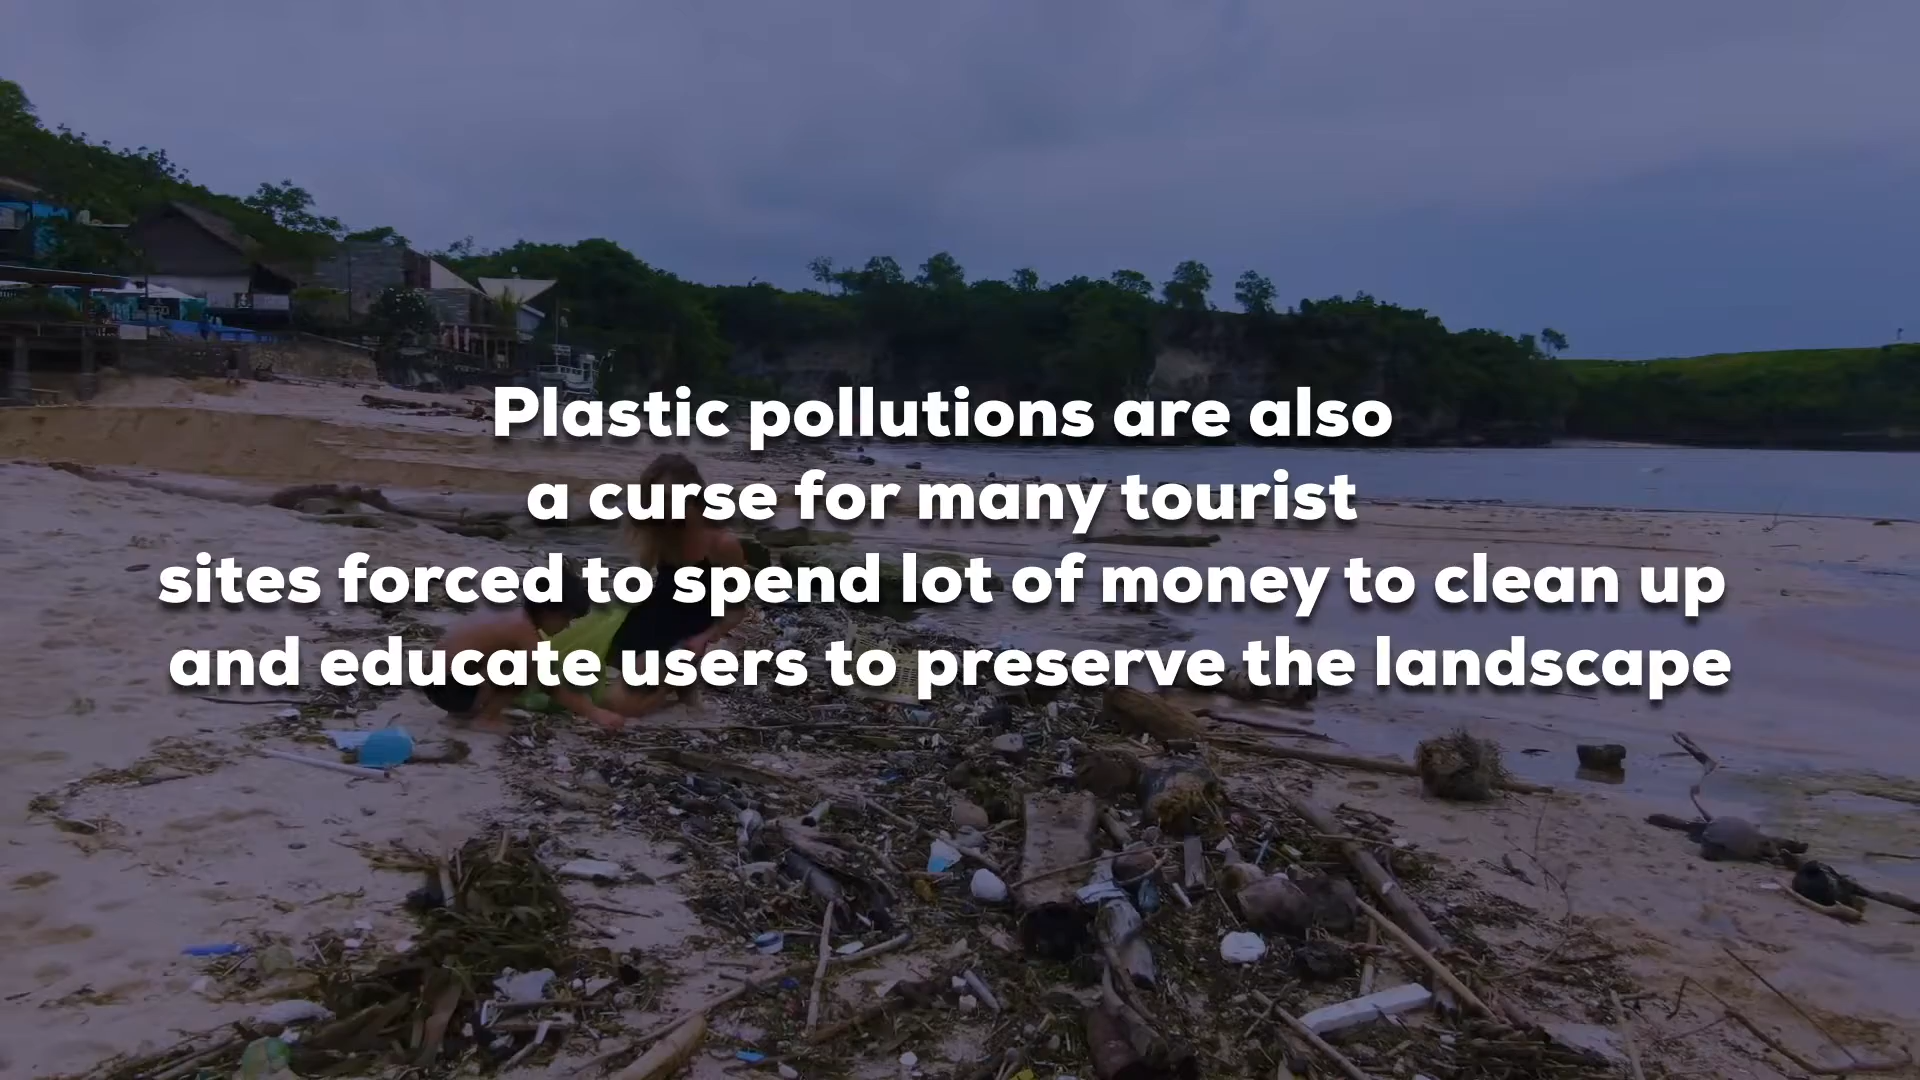 Plastic pollutions are also
a curse for many tourist
sites forced to spend lot of money to clean up
and educate users to preserve the landscape